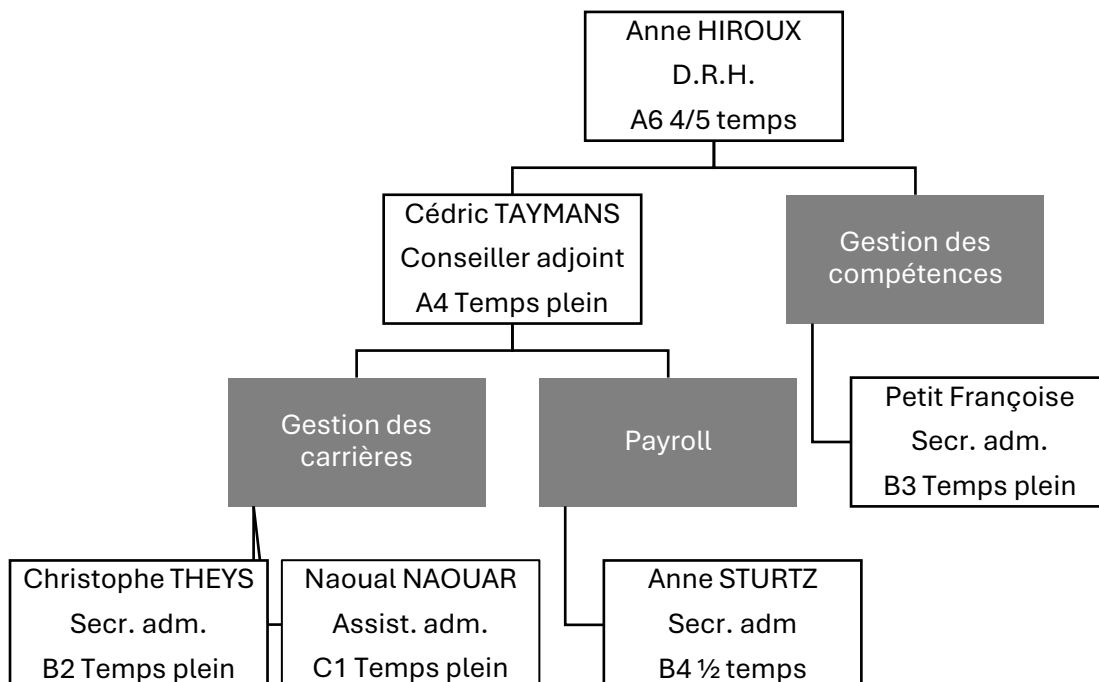 Anne HIROUX
D.R.H.
A6 4/5 temps
Cédric TAYMANS
Conseiller adjoint
A4 Temps plein
Gestion des
compétences
Gestion des
carrières
Payroll
Petit Françoise
Secr. adm.
B3 Temps plein
Christophe THEYS
Secr. adm.
B2 Temps plein
Naoual NAOUAR
Assist. adm.
C1 Temps plein
Anne STURTZ
Secr. adm
B4 ½ temps